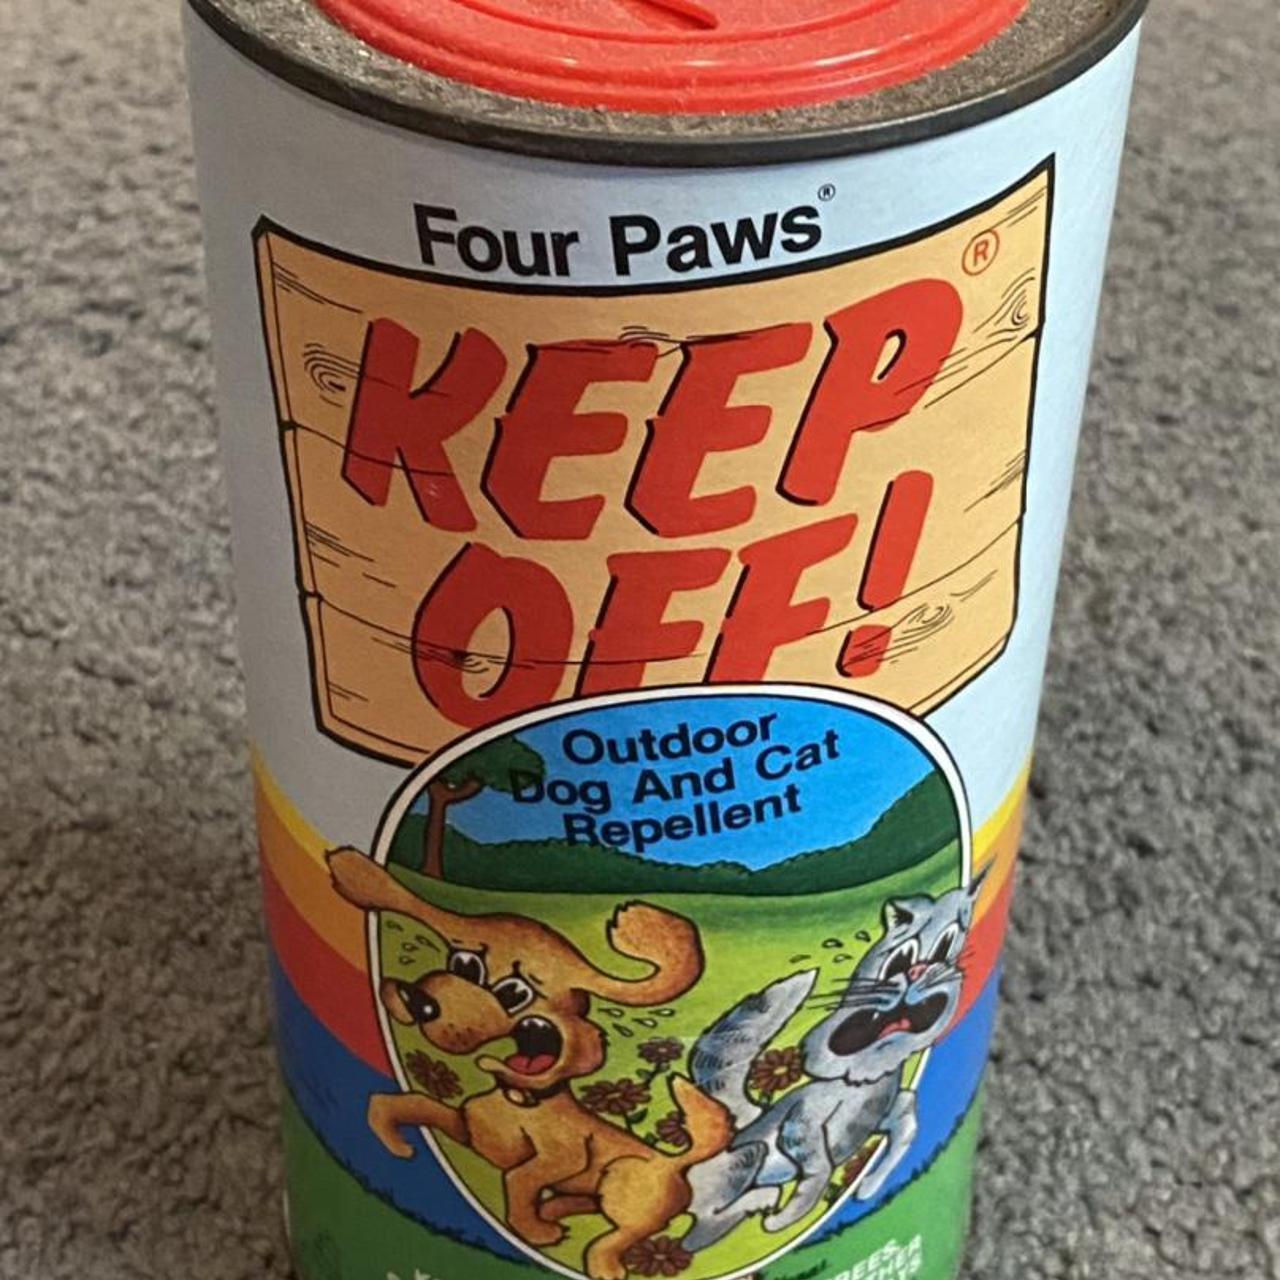 Four Paws®
KEEP ®
OFF!
Outdoor
Dog And Cat
Repellent